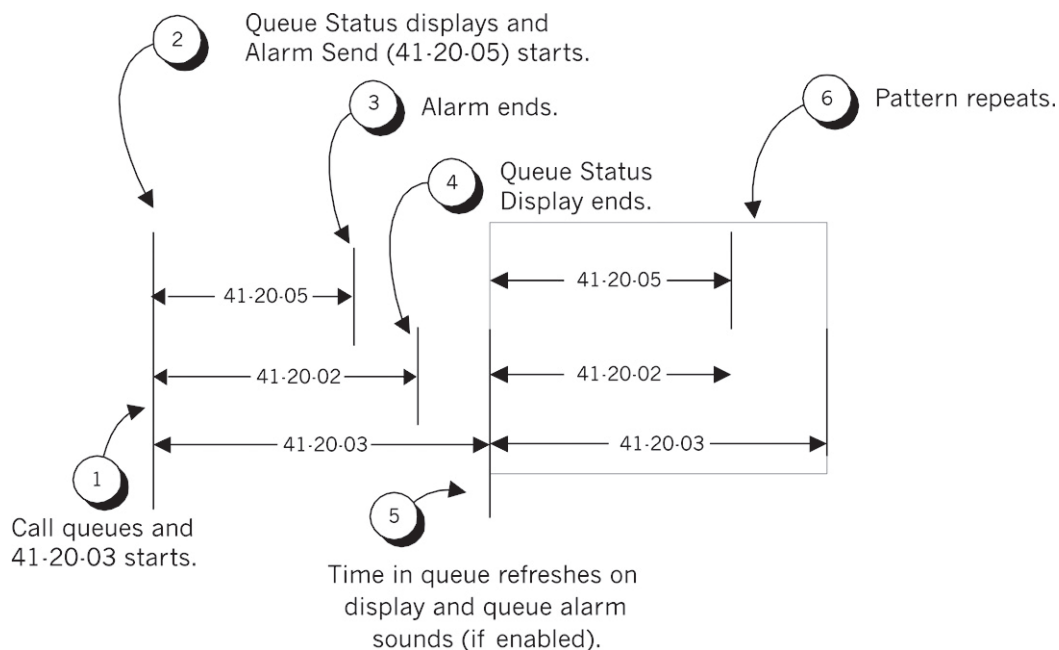 2
Queue Status displays and
Alarm Send (41-20-05) starts.
3
Alarm ends.
6
Pattern repeats.
4
Queue Status
Display ends.
41-20-05
41-20-05
41-20-02
41-20-02
41-20-03
41-20-03
1
Call queues and
41-20-03 starts.
5
Time in queue refreshes on
display and queue alarm
sounds (if enabled).